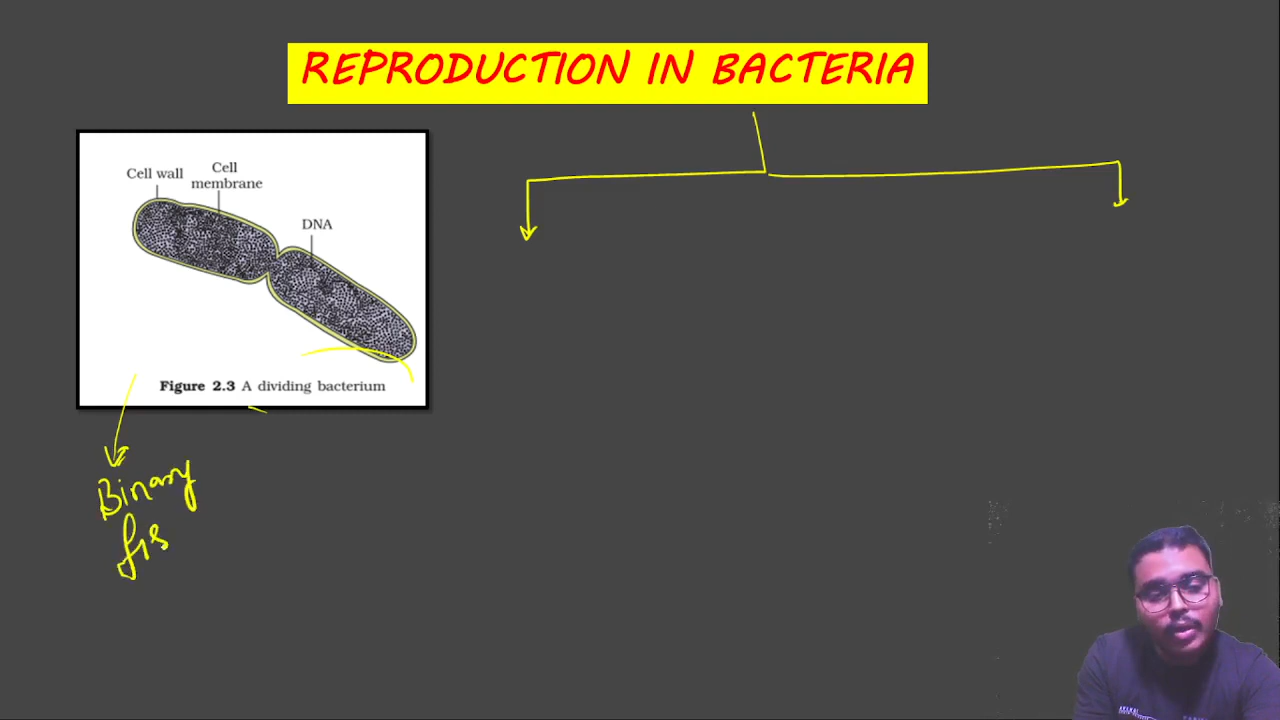 REPRODUCTION IN BACTERIA
Cell wall
Cell
membrane
DNA
Figure 2.3 A dividing bacterium
Binary
fis